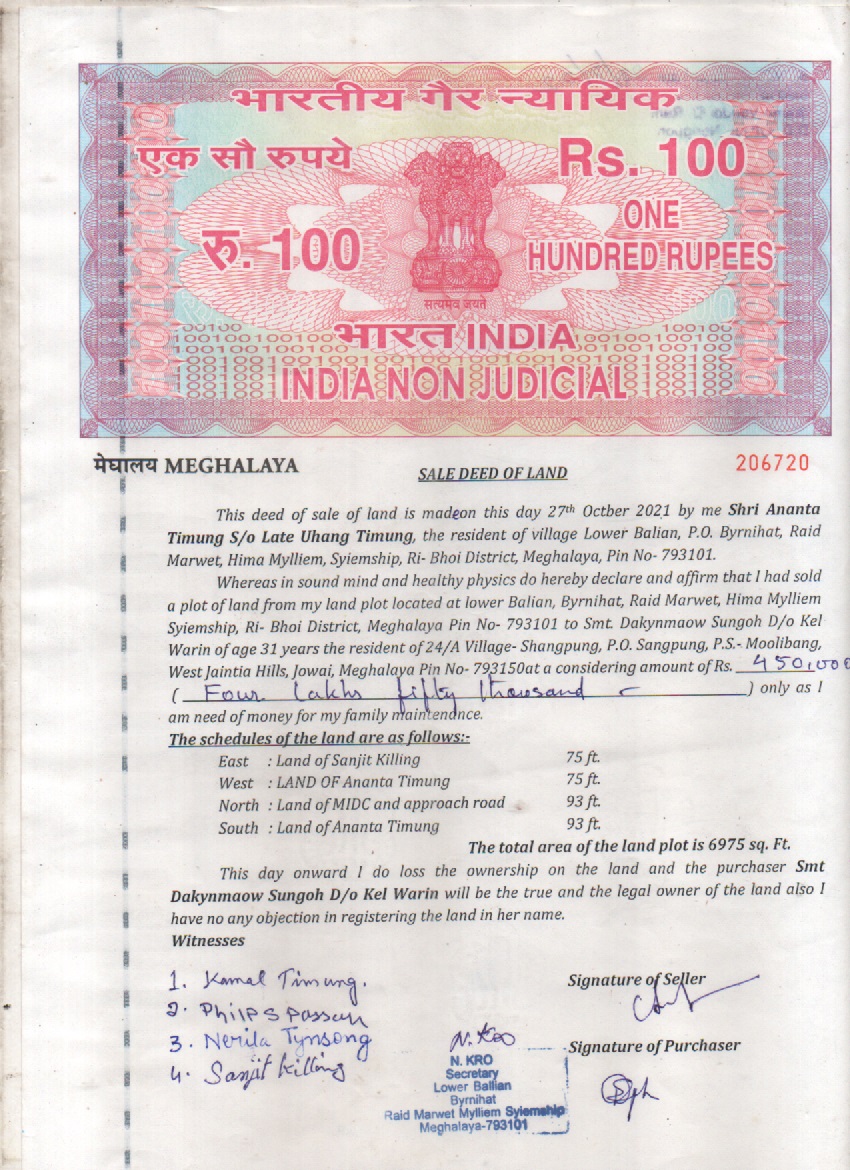 भारतीय गैर न्यायिक
एक सौ रुपये
Rs. 100
रु. 100
ONE
HUNDRED RUPEES
सत्यमेव जयते
भारत INDIA
INDIA NON JUDICIAL
मेघालय MEGHALAYA
206720
SALE DEED OF LAND
This deed of sale of land is madeon this day 27th Octber 2021 by me Shri Ananta
Timung S/o Late Uhang Timung, the resident of village Lower Balian, P.O. Byrnihat, Raid
Marwet, Hima Mylliem, Syiemship, Ri- Bhoi District, Meghalaya, Pin No- 793101.
Whereas in sound mind and healthy physics do hereby declare and affirm that I had sold
a plot of land from my land plot located at lower Balian, Byrnihat, Raid Marwet, Hima Mylliem
Syiemship, Ri- Bhoi District, Meghalaya Pin No- 793101 to Smt. Dakynmaow Sungoh D/o Kel
Warin of age 31 years the resident of 24/A Village- Shangpung, P.O. Sangpung, P.S.- Moolibang,
West Jaintia Hills, Jowai, Meghalaya Pin No- 793150at a considering amount of Rs. 450,000
( Four lakhs fifty thousand ) only as I
am need of money for my family maintenance.
The schedules of the land are as follows:-
East : Land of Sanjit Killing 75 ft.
West : LAND OF Ananta Timung 75 ft.
North : Land of MIDC and approach road 93 ft.
South : Land of Ananta Timung 93 ft.
The total area of the land plot is 6975 sq. Ft.
This day onward I do loss the ownership on the land and the purchaser Smt
Dakynmaow Sungoh D/o Kel Warin will be the true and the legal owner of the land also I
have no any objection in registering the land in her name.
Witnesses
1. Kamal Timung.
2. Philip S Passah
3. Nerila Tynsong
4. Sanjit Killing
Signature of Seller
N. Kro
Signature of Purchaser
N. KRO
Secretary
Lower Ballian
Byrnihat
Raid Marwet Mylliem Syiemship
Meghalaya-793101